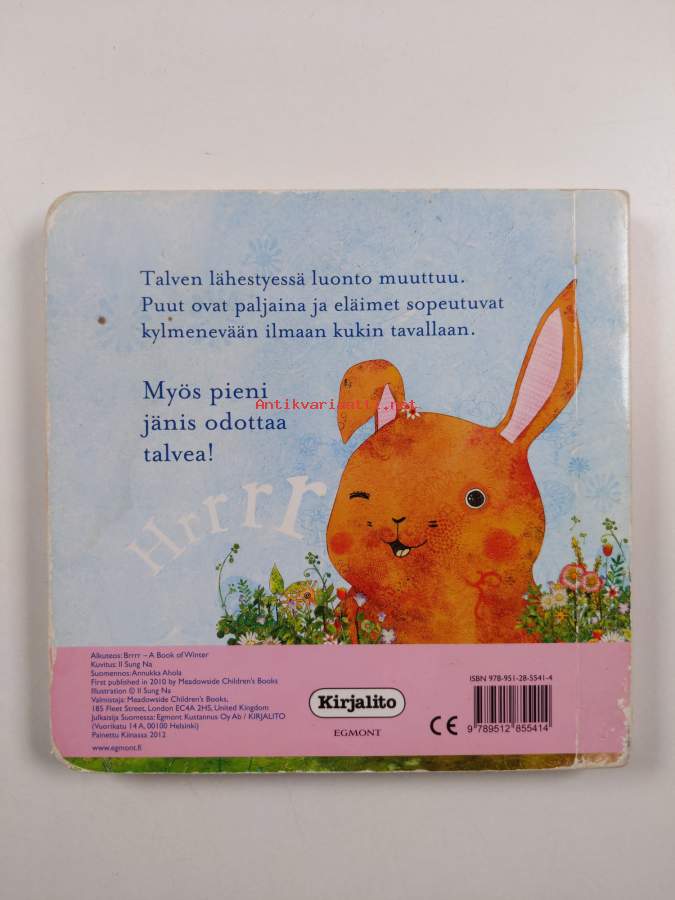 Talven lähestyessä luonto muuttuu.
Puut ovat paljaina ja eläimet sopeutuvat
kylmenevään ilmaan kukin tavallaan.
Myös pieni
jänis odottaa
talvea!
Antikvariaatti.net
Hrrrrr
Alkuteos: Brrrr – A Book of Winter
Kuvitus: Il Sung Na
Suomennos: Annukka Ahola
First published in 2010 by Meadowside Children's Books
Illustration © Il Sung Na
Valmistaja: Meadowside Children's Books,
185 Fleet Street, London EC4A 2HS, United Kingdom
Julkaisija Suomessa: Egmont Kustannus Oy Ab / KIRJALITO
(Vuorikatu 14 A, 00100 Helsinki)
Painettu Kiinassa 2012
www.egmont.fi
Kirjalito
EGMONT
CE
ISBN 978-951-28-5541-4
9 789512 855414